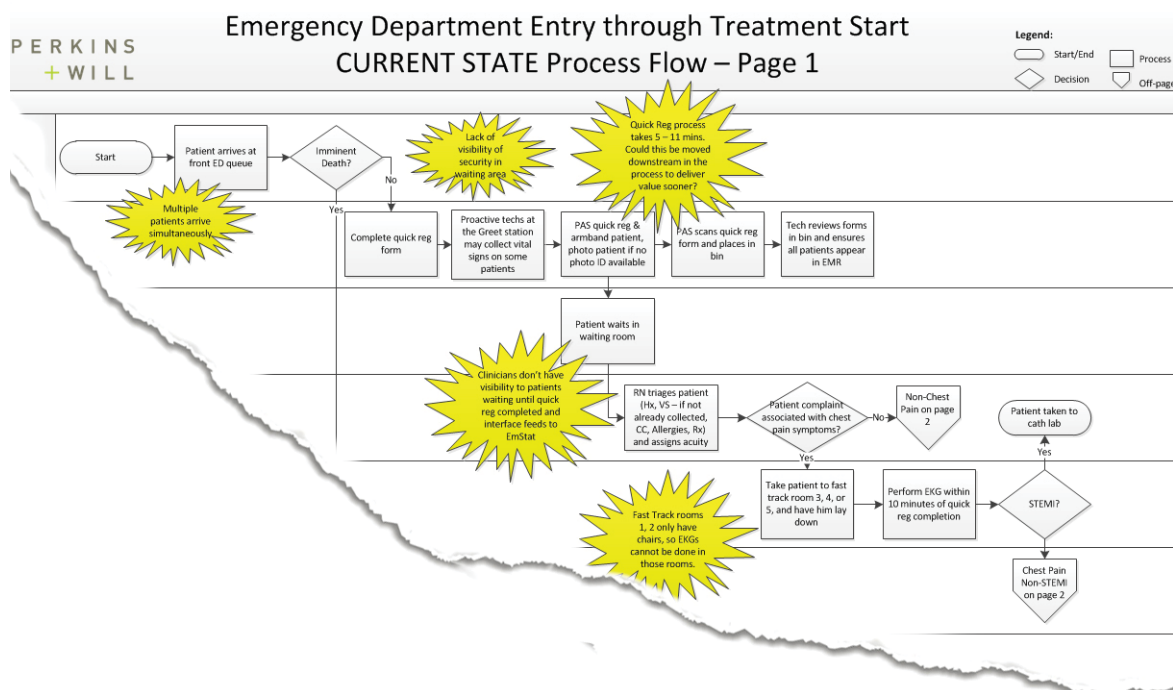 Emergency Department Entry through Treatment Start
CURRENT STATE Process Flow – Page 1
PERKINS
+ WILL
Legend:
Start/End
Process
Decision
Off-page
Start
Patient arrives at
front ED queue
Imminent
Death?
No
Yes
Lack of
visibility of
security in
waiting area
Quick Reg process
takes 5 – 11 mins.
Could this be moved
downstream in the
process to deliver
value sooner?
Multiple
patients arrive
simultaneously
Complete quick reg
form
Proactive techs at
the Greet station
may collect vital
signs on some
patients
PAS quick reg &
armband patient,
photo patient if no
photo ID available
PAS scans quick reg
form and places in
bin
Tech reviews forms
in bin and ensures
all patients appear
in EMR
Patient waits in
waiting room
Clinicians don’t have
visibility to patients
waiting until quick
reg completed and
interface feeds to
EmStat
RN triages patient
(Hx, VS – if not
already collected,
CC, Allergies, Rx)
and assigns acuity
Patient complaint
associated with chest
pain symptoms?
No
Non-Chest
Pain on page
2
Patient taken to
cath lab
Yes
Yes
Fast Track rooms
1, 2 only have
chairs, so EKGs
cannot be done in
those rooms.
Take patient to fast
track room 3, 4, or
5, and have him lay
down
Perform EKG within
10 minutes of quick
reg completion
STEMI?
Chest Pain
Non-STEMI
on page 2